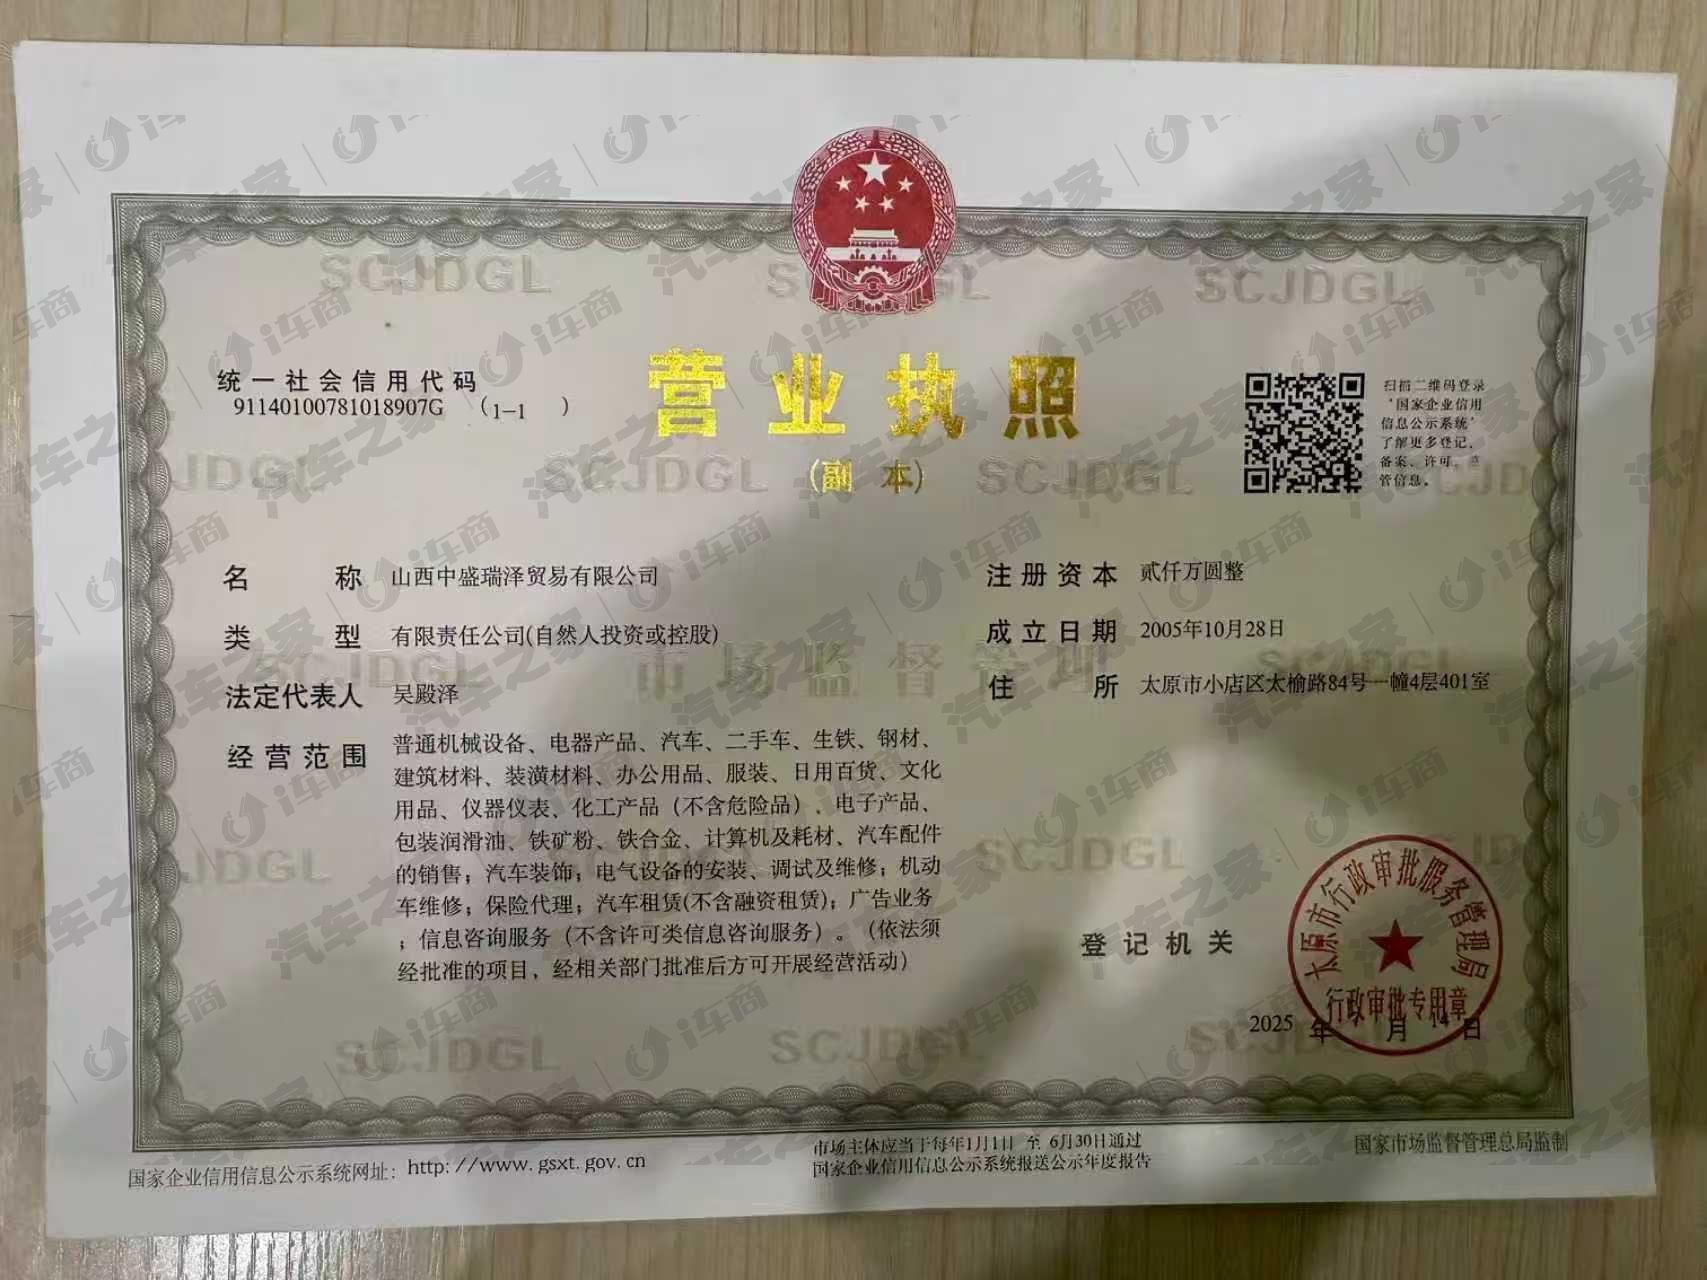 统一社会信用代码
91140100781018907G （1-1 ）
营业执照
(副 本)
扫描二维码登录
‘国家企业信用
信息公示系统’
了解更多登记、
备案、许可、监
管信息。
名 称 山西中盛瑞泽贸易有限公司
类 型 有限责任公司(自然人投资或控股)
法定代表人 吴殿泽
经营范围 普通机械设备、电器产品、汽车、二手车、生铁、钢材、
建筑材料、装潢材料、办公用品、服装、日用百货、文化
用品、仪器仪表、化工产品（不含危险品）、电子产品、
包装润滑油、铁矿粉、铁合金、计算机及耗材、汽车配件
的销售；汽车装饰；电气设备的安装、调试及维修；机动
车维修；保险代理；汽车租赁(不含融资租赁)；广告业务
；信息咨询服务（不含许可类信息咨询服务）。（依法须
经批准的项目，经相关部门批准后方可开展经营活动）
注册资本 贰仟万圆整
成立日期 2005年10月28日
住 所 太原市小店区太榆路84号一幢4层401室
登记机关
太原市行政审批服务管理局
行政审批专用章
2025 年 月 14 日
国家企业信用信息公示系统网址：http://www.gsxt.gov.cn
市场主体应当于每年1月1日 至 6月30日通过
国家企业信用信息公示系统报送公示年度报告
国家市场监督管理总局监制
SCJDGL
市场监督管理
汽车之家 | i车商